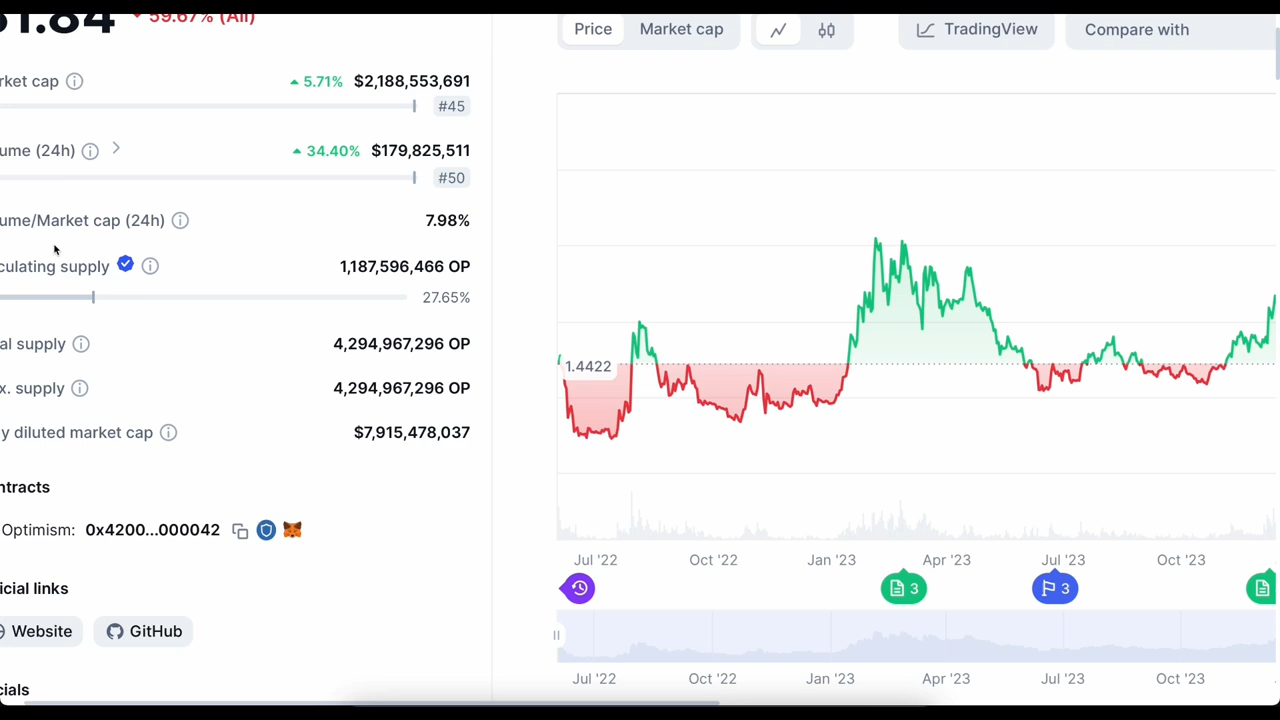 $1.84 59.67% (All)
rket cap 5.71% $2,188,553,691
#45
ume (24h) 34.40% $179,825,511
#50
ume/Market cap (24h) 7.98%
culating supply 1,187,596,466 OP
27.65%
al supply 4,294,967,296 OP
x. supply 4,294,967,296 OP
y diluted market cap $7,915,478,037
ntracts
Optimism: 0x4200...000042
icial links
Website GitHub
cials
Price Market cap TradingView Compare with
1.4422
Jul '22 Oct '22 Jan '23 Apr '23 Jul '23 Oct '23
3 3
Jul '22 Oct '22 Jan '23 Apr '23 Jul '23 Oct '23